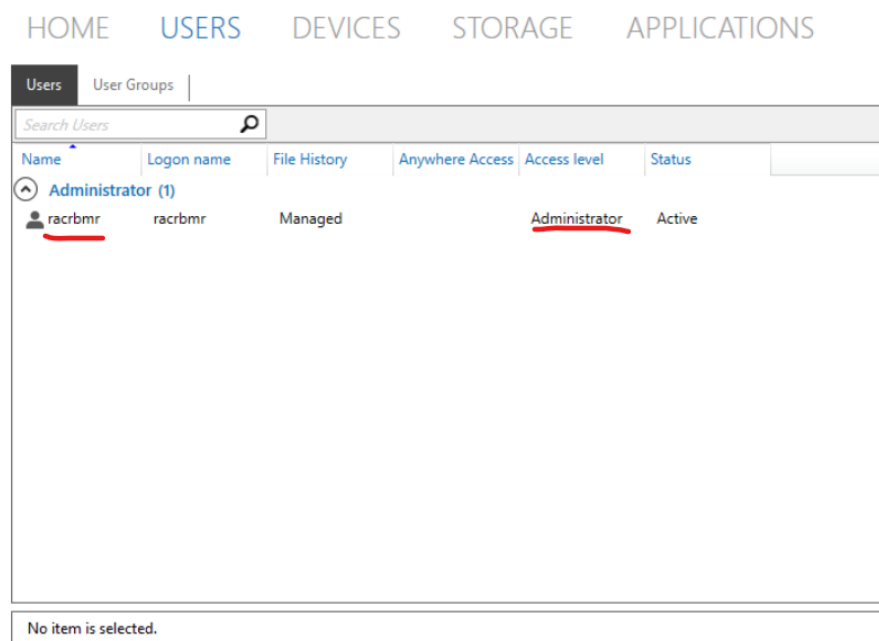 HOME USERS DEVICES STORAGE APPLICATIONS
Users User Groups
Search Users
Name Logon name File History Anywhere Access Access level Status
Administrator (1)
racrbmr racrbmr Managed Administrator Active
No item is selected.